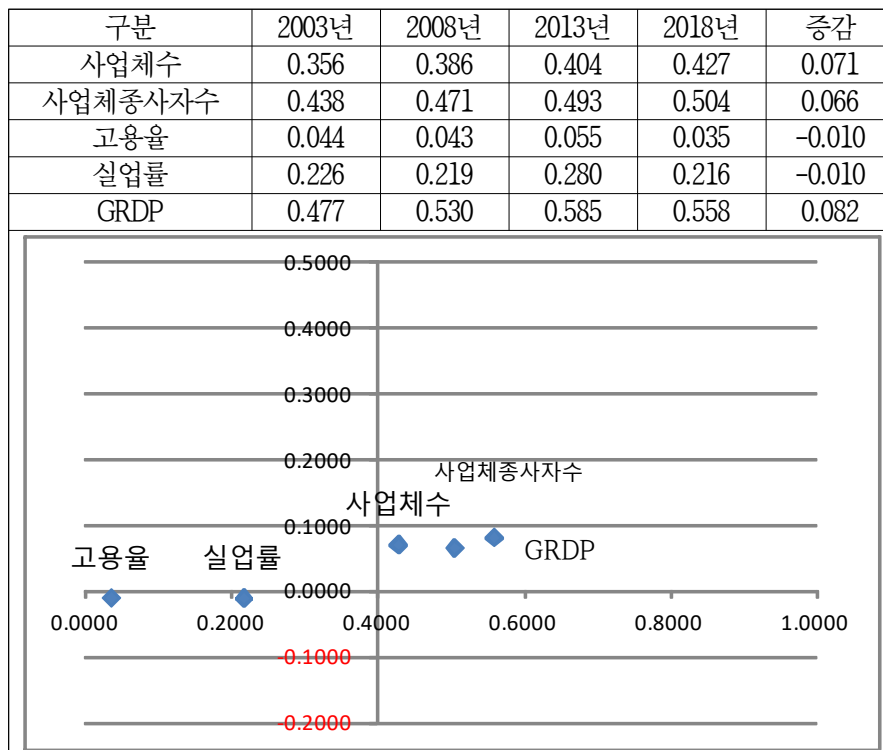 구분 2003년 2008년 2013년 2018년 증감
사업체수 0.356 0.386 0.404 0.427 0.071
사업체종사자수 0.438 0.471 0.493 0.504 0.066
고용율 0.044 0.043 0.055 0.035 -0.010
실업률 0.226 0.219 0.280 0.216 -0.010
GRDP 0.477 0.530 0.585 0.558 0.082
0.5000
0.4000
0.3000
0.2000
사업체종사자수
사업체수
0.1000
고용율 실업률 GRDP
0.0000
0.0000 0.2000 0.4000 0.6000 0.8000 1.0000
-0.1000
-0.2000